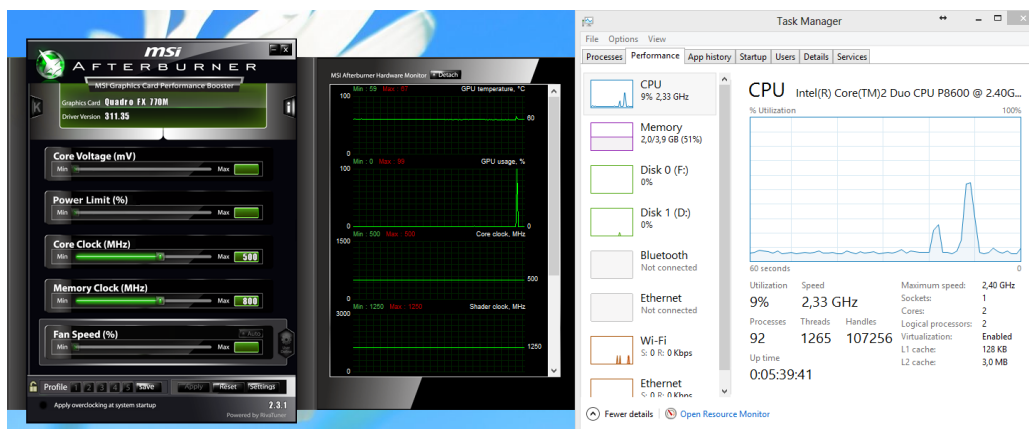 msi
AFTERBURNER
MSI Graphics Card Performance Booster
Graphics Card Quadro FX 770M
Driver Version 311.35
K
i
Core Voltage (mV)
Min Max
Power Limit (%)
Min Max
Core Clock (MHz)
Min Max 500
Memory Clock (MHz)
Min Max 800
Fan Speed (%)
Auto
Min Max
Profile 1 2 3 4 5 Save Apply Reset Settings
Apply overclocking at system startup
2.3.1
Powered by RivaTuner
MSI Afterburner Hardware Monitor Detach
Min : 59 Max : 61 GPU temperature, °C
100
60
0
Min : 0 Max : 99 GPU usage, %
100
0 0
Min : 500 Max : 500 Core clock, MHz
1500
500
0
Min : 1250 Max : 1250 Shader clock, MHz
3000
1250
0
Task Manager
File Options View
Processes Performance App history Startup Users Details Services
CPU
9% 2,33 GHz
Memory
2,0/3,9 GB (51%)
Disk 0 (F:)
0%
Disk 1 (D:)
0%
Bluetooth
Not connected
Ethernet
Not connected
Wi-Fi
S: 0 R: 0 Kbps
Ethernet
S: 0 R: 0 Kbps
CPU Intel(R) Core(TM)2 Duo CPU P8600 @ 2.40G...
% Utilization 100%
60 seconds 0
Utilization Speed
9% 2,33 GHz
Processes Threads Handles
92 1265 107256
Up time
0:05:39:41
Maximum speed: 2,40 GHz
Sockets: 1
Cores: 2
Logical processors: 2
Virtualization: Enabled
L1 cache: 128 KB
L2 cache: 3,0 MB
Fewer details Open Resource Monitor